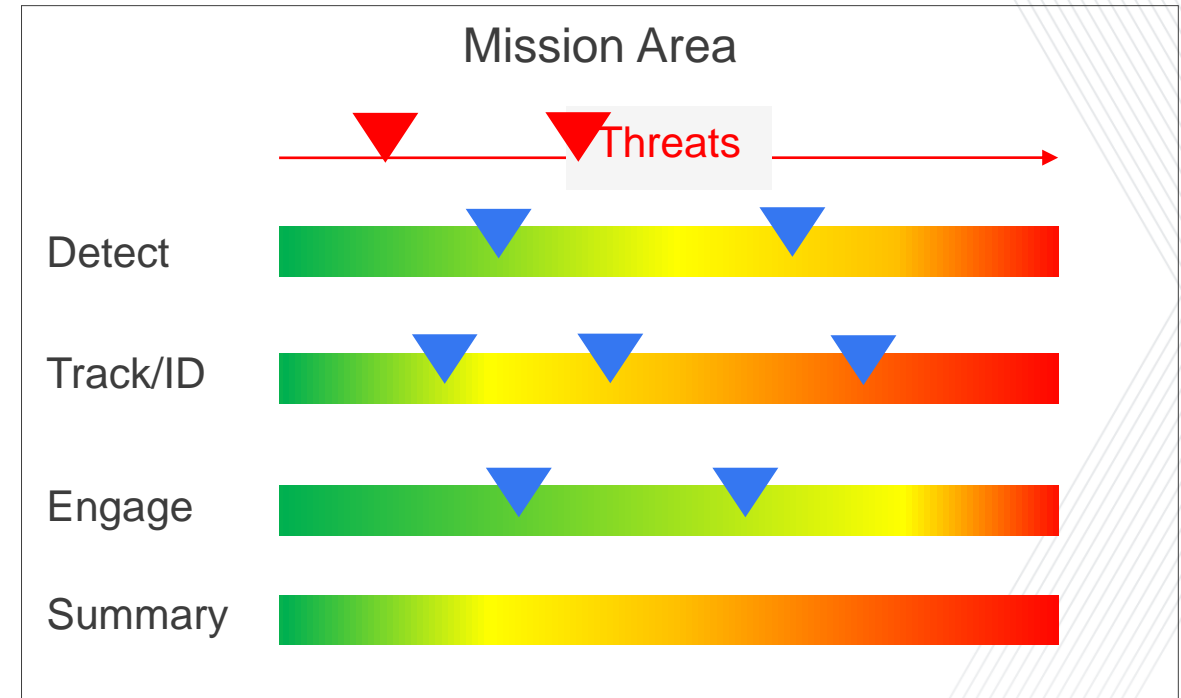 Mission Area
Threats
Detect
Track/ID
Engage
Summary